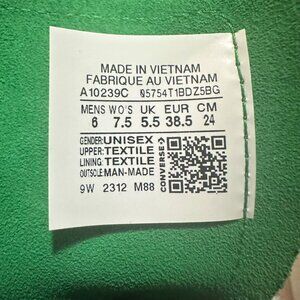 MADE IN VIETNAM
FABRIQUE AU VIETNAM
A10239C 05754T1BDZ5BG
MENS WO'S UK EUR CM
6 7.5 5.5 38.5 24
GENDER: UNISEX
UPPER: TEXTILE
LINING: TEXTILE
OUTSOLE: MAN-MADE
9W 2312 M88
CONVERSE